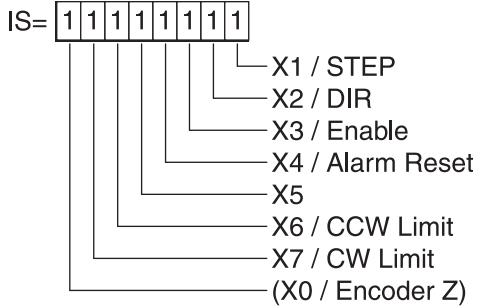 IS= 1 1 1 1 1 1 1 1
X1 / STEP
X2 / DIR
X3 / Enable
X4 / Alarm Reset
X5
X6 / CCW Limit
X7 / CW Limit
(X0 / Encoder Z)